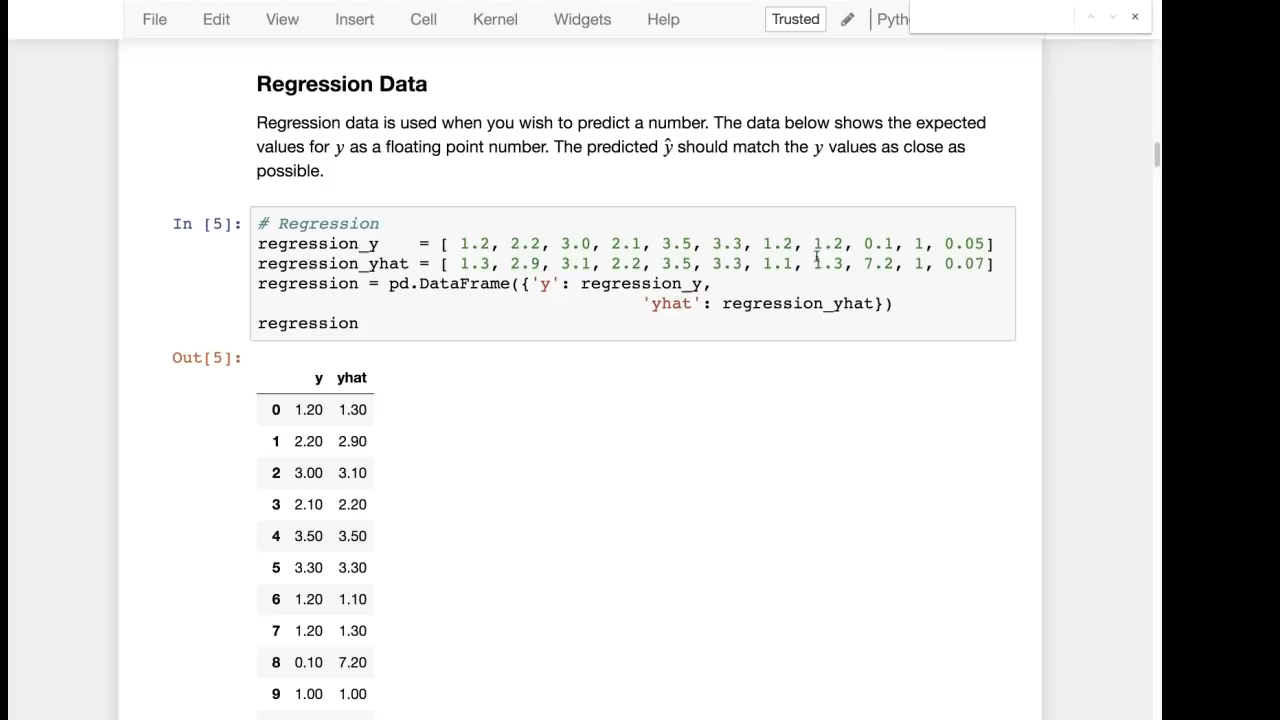 File Edit View Insert Cell Kernel Widgets Help Trusted Pyth
Regression Data
Regression data is used when you wish to predict a number. The data below shows the expected
values for y as a floating point number. The predicted ŷ should match the y values as close as
possible.
In [5]: # Regression
regression_y    = [ 1.2, 2.2, 3.0, 2.1, 3.5, 3.3, 1.2, 1.2, 0.1, 1, 0.05]
regression_yhat = [ 1.3, 2.9, 3.1, 2.2, 3.5, 3.3, 1.1, 1.3, 7.2, 1, 0.07]
regression = pd.DataFrame({'y': regression_y,
'yhat': regression_yhat})
regression
Out[5]:
y yhat
0 1.20 1.30
1 2.20 2.90
2 3.00 3.10
3 2.10 2.20
4 3.50 3.50
5 3.30 3.30
6 1.20 1.10
7 1.20 1.30
8 0.10 7.20
9 1.00 1.00